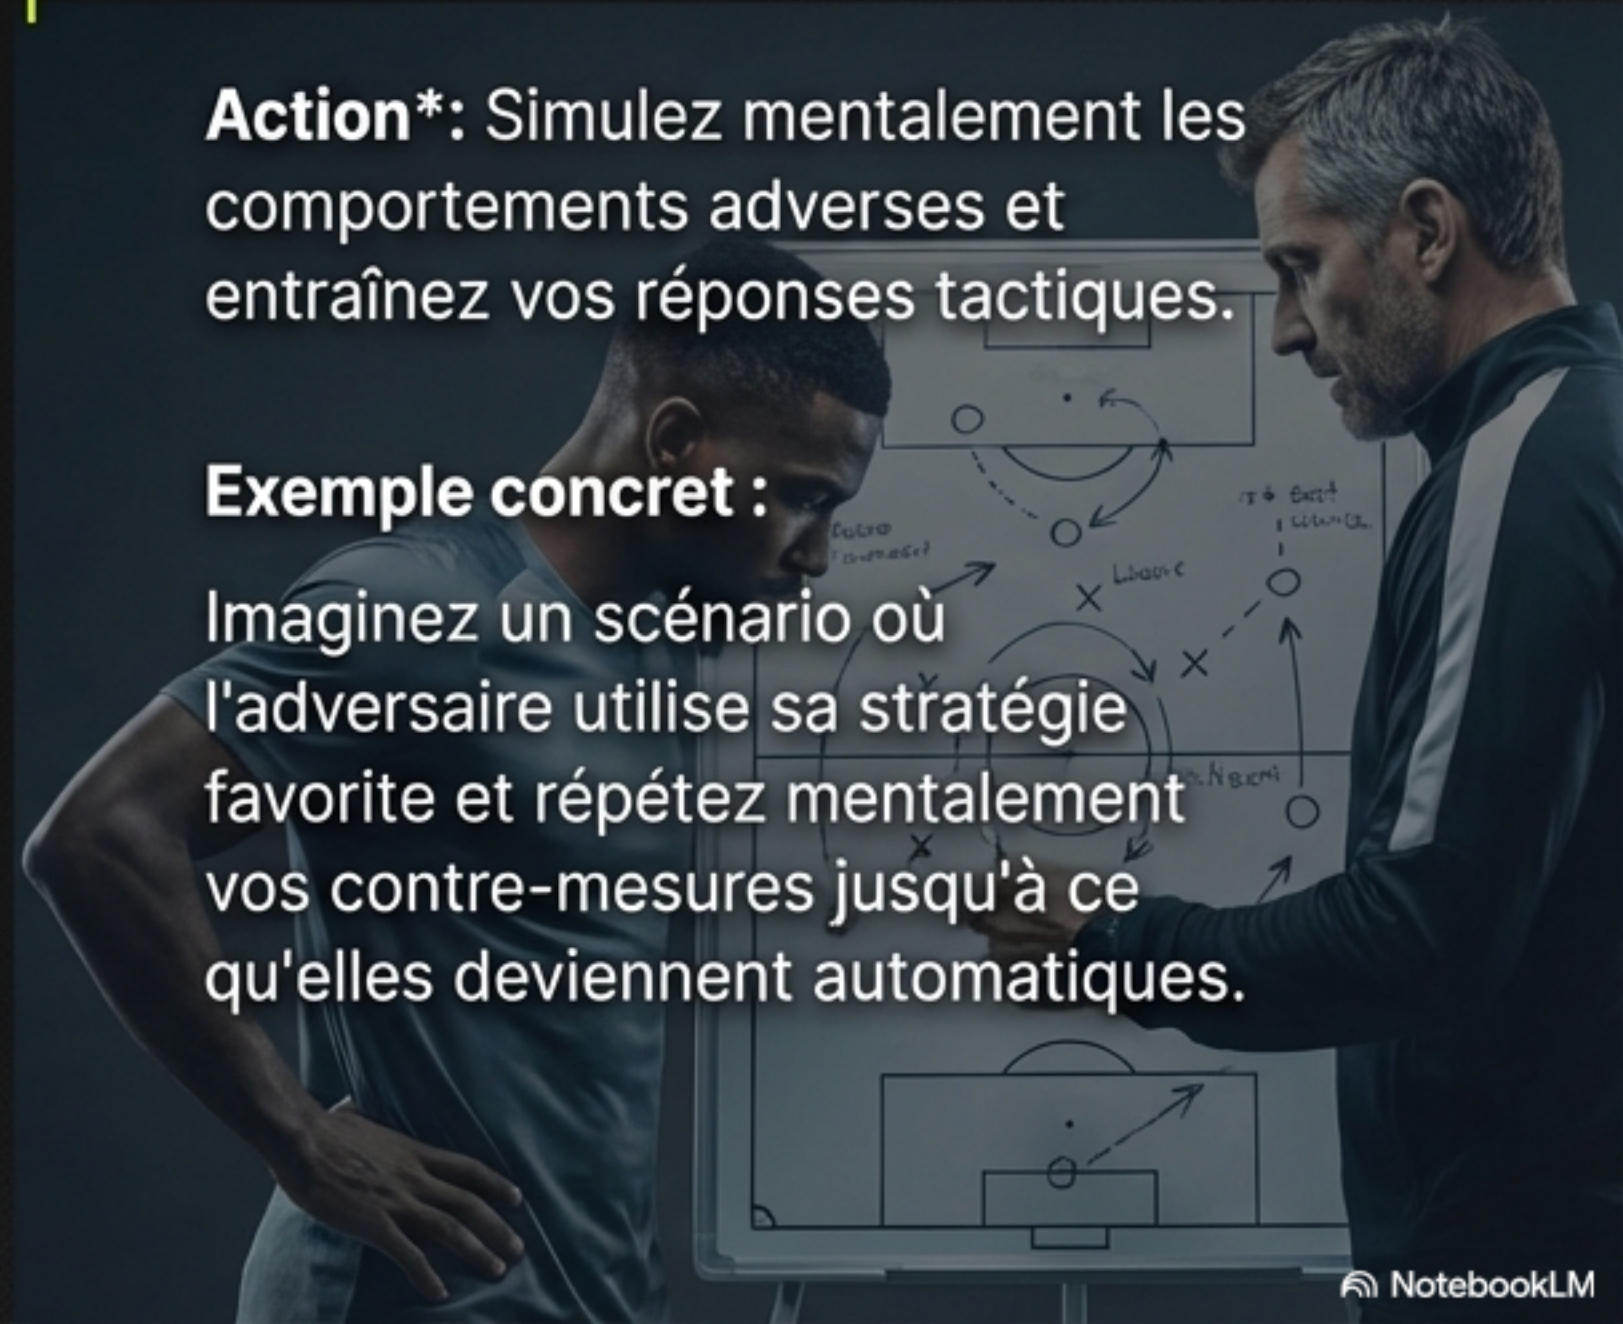 Action*: Simulez mentalement les
comportements adverses et
entraînez vos réponses tactiques.
Exemple concret :
Imaginez un scénario où
l'adversaire utilise sa stratégie
favorite et répétez mentalement
vos contre-mesures jusqu'à ce
qu'elles deviennent automatiques.
NotebookLM